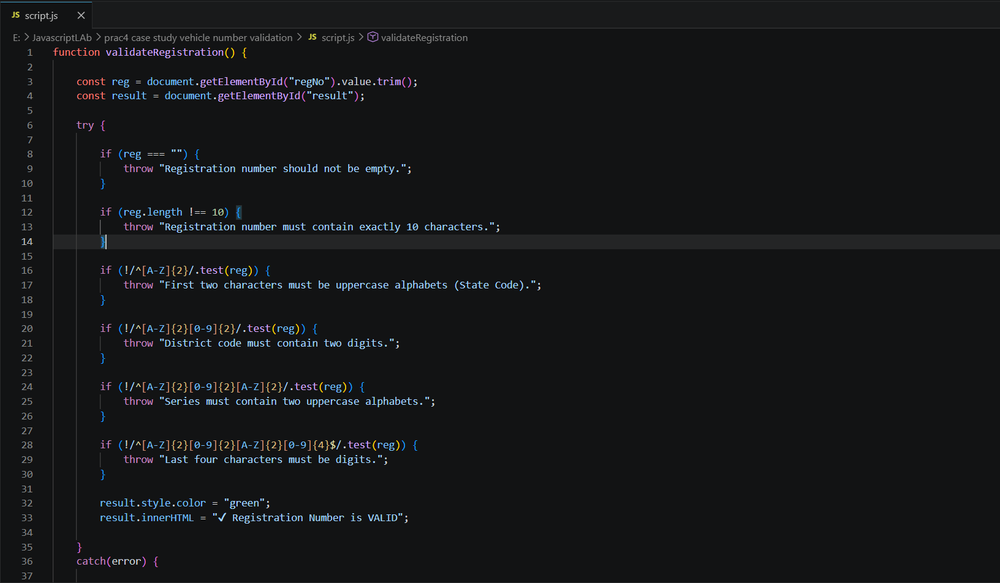 JS script.js ×
E: > JavascriptLAb > prac4 case study vehicle number validation > JS script.js > validateRegistration
1 function validateRegistration() {
2
3     const reg = document.getElementById("regNo").value.trim();
4     const result = document.getElementById("result");
5
6     try {
7
8         if (reg === "") {
9             throw "Registration number should not be empty.";
10         }
11
12         if (reg.length !== 10) {
13             throw "Registration number must contain exactly 10 characters.";
14         }
15
16         if (!/^[A-Z]{2}/.test(reg)) {
17             throw "First two characters must be uppercase alphabets (State Code).";
18         }
19
20         if (!/^[A-Z]{2}[0-9]{2}/.test(reg)) {
21             throw "District code must contain two digits.";
22         }
23
24         if (!/^[A-Z]{2}[0-9]{2}[A-Z]{2}/.test(reg)) {
25             throw "Series must contain two uppercase alphabets.";
26         }
27
28         if (!/^[A-Z]{2}[0-9]{2}[A-Z]{2}[0-9]{4}$/.test(reg)) {
29             throw "Last four characters must be digits.";
30         }
31
32         result.style.color = "green";
33         result.innerHTML = "✔ Registration Number is VALID";
34
35     }
36     catch(error) {
37